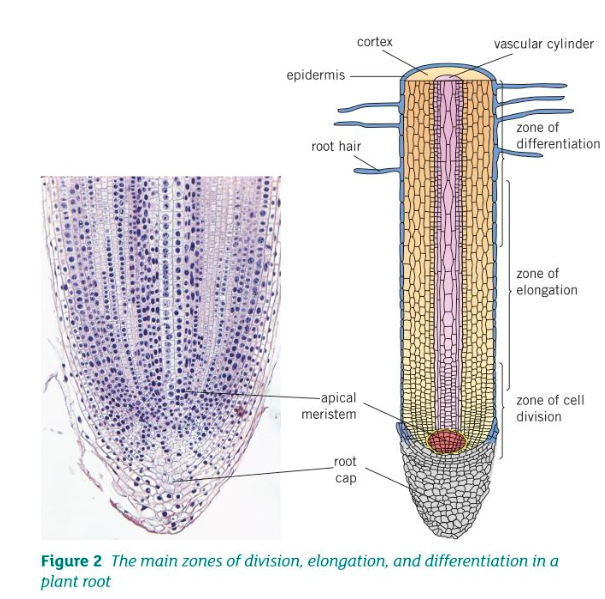 cortex
vascular cylinder
epidermis
zone of
differentiation
root hair
zone of
elongation
apical
meristem
zone of cell
division
root
cap
Figure 2 The main zones of division, elongation, and differentiation in a
plant root